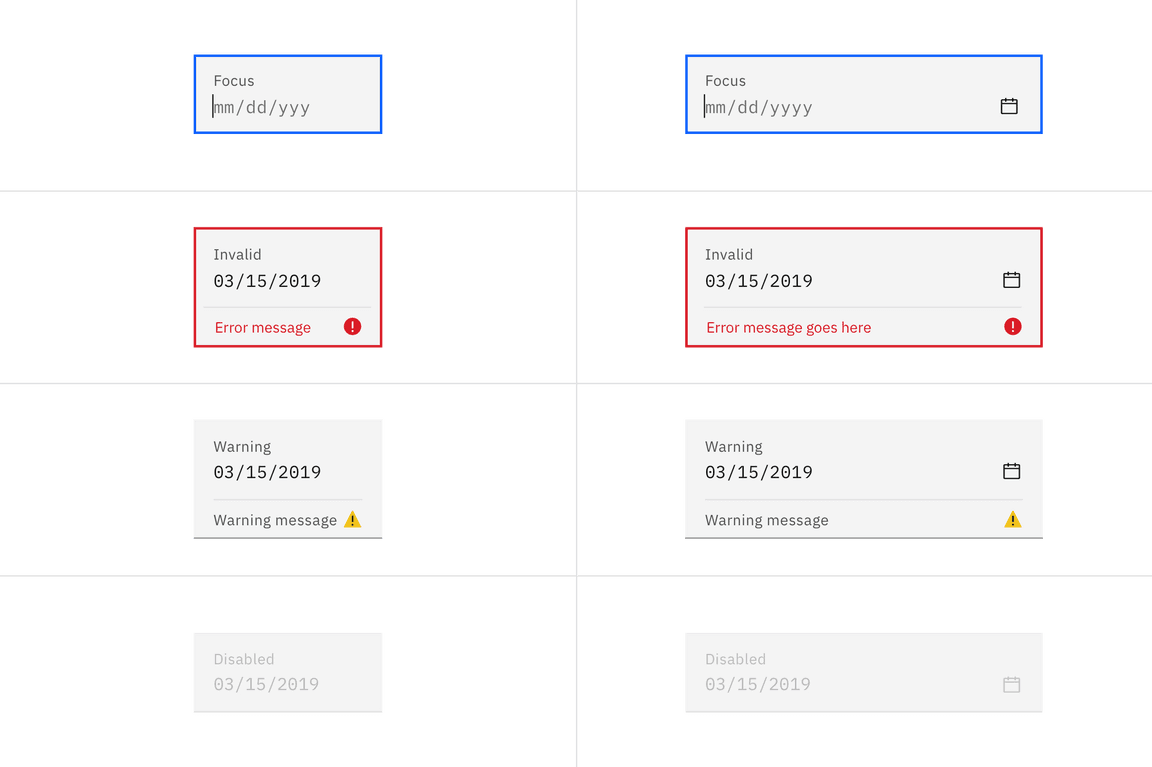 Focus
mm/dd/yyy
Focus
mm/dd/yyyy
Invalid
03/15/2019
Error message
Invalid
03/15/2019
Error message goes here
Warning
03/15/2019
Warning message
Warning
03/15/2019
Warning message
Disabled
03/15/2019
Disabled
03/15/2019